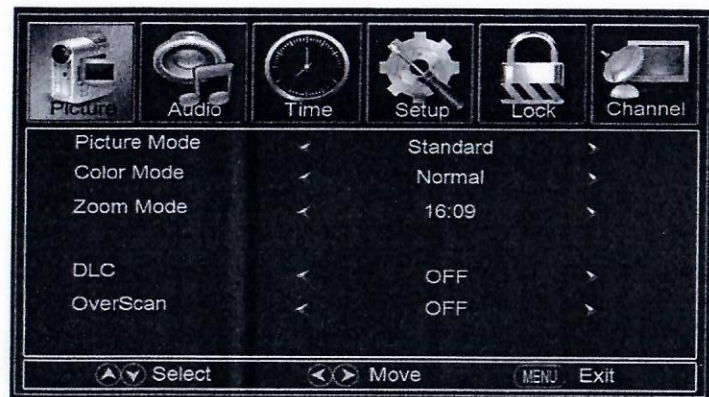 Picture Audio Time Setup Lock Channel
Picture Mode Standard
Color Mode Normal
Zoom Mode 16:09
DLC OFF
OverScan OFF
Select Move MENU Exit